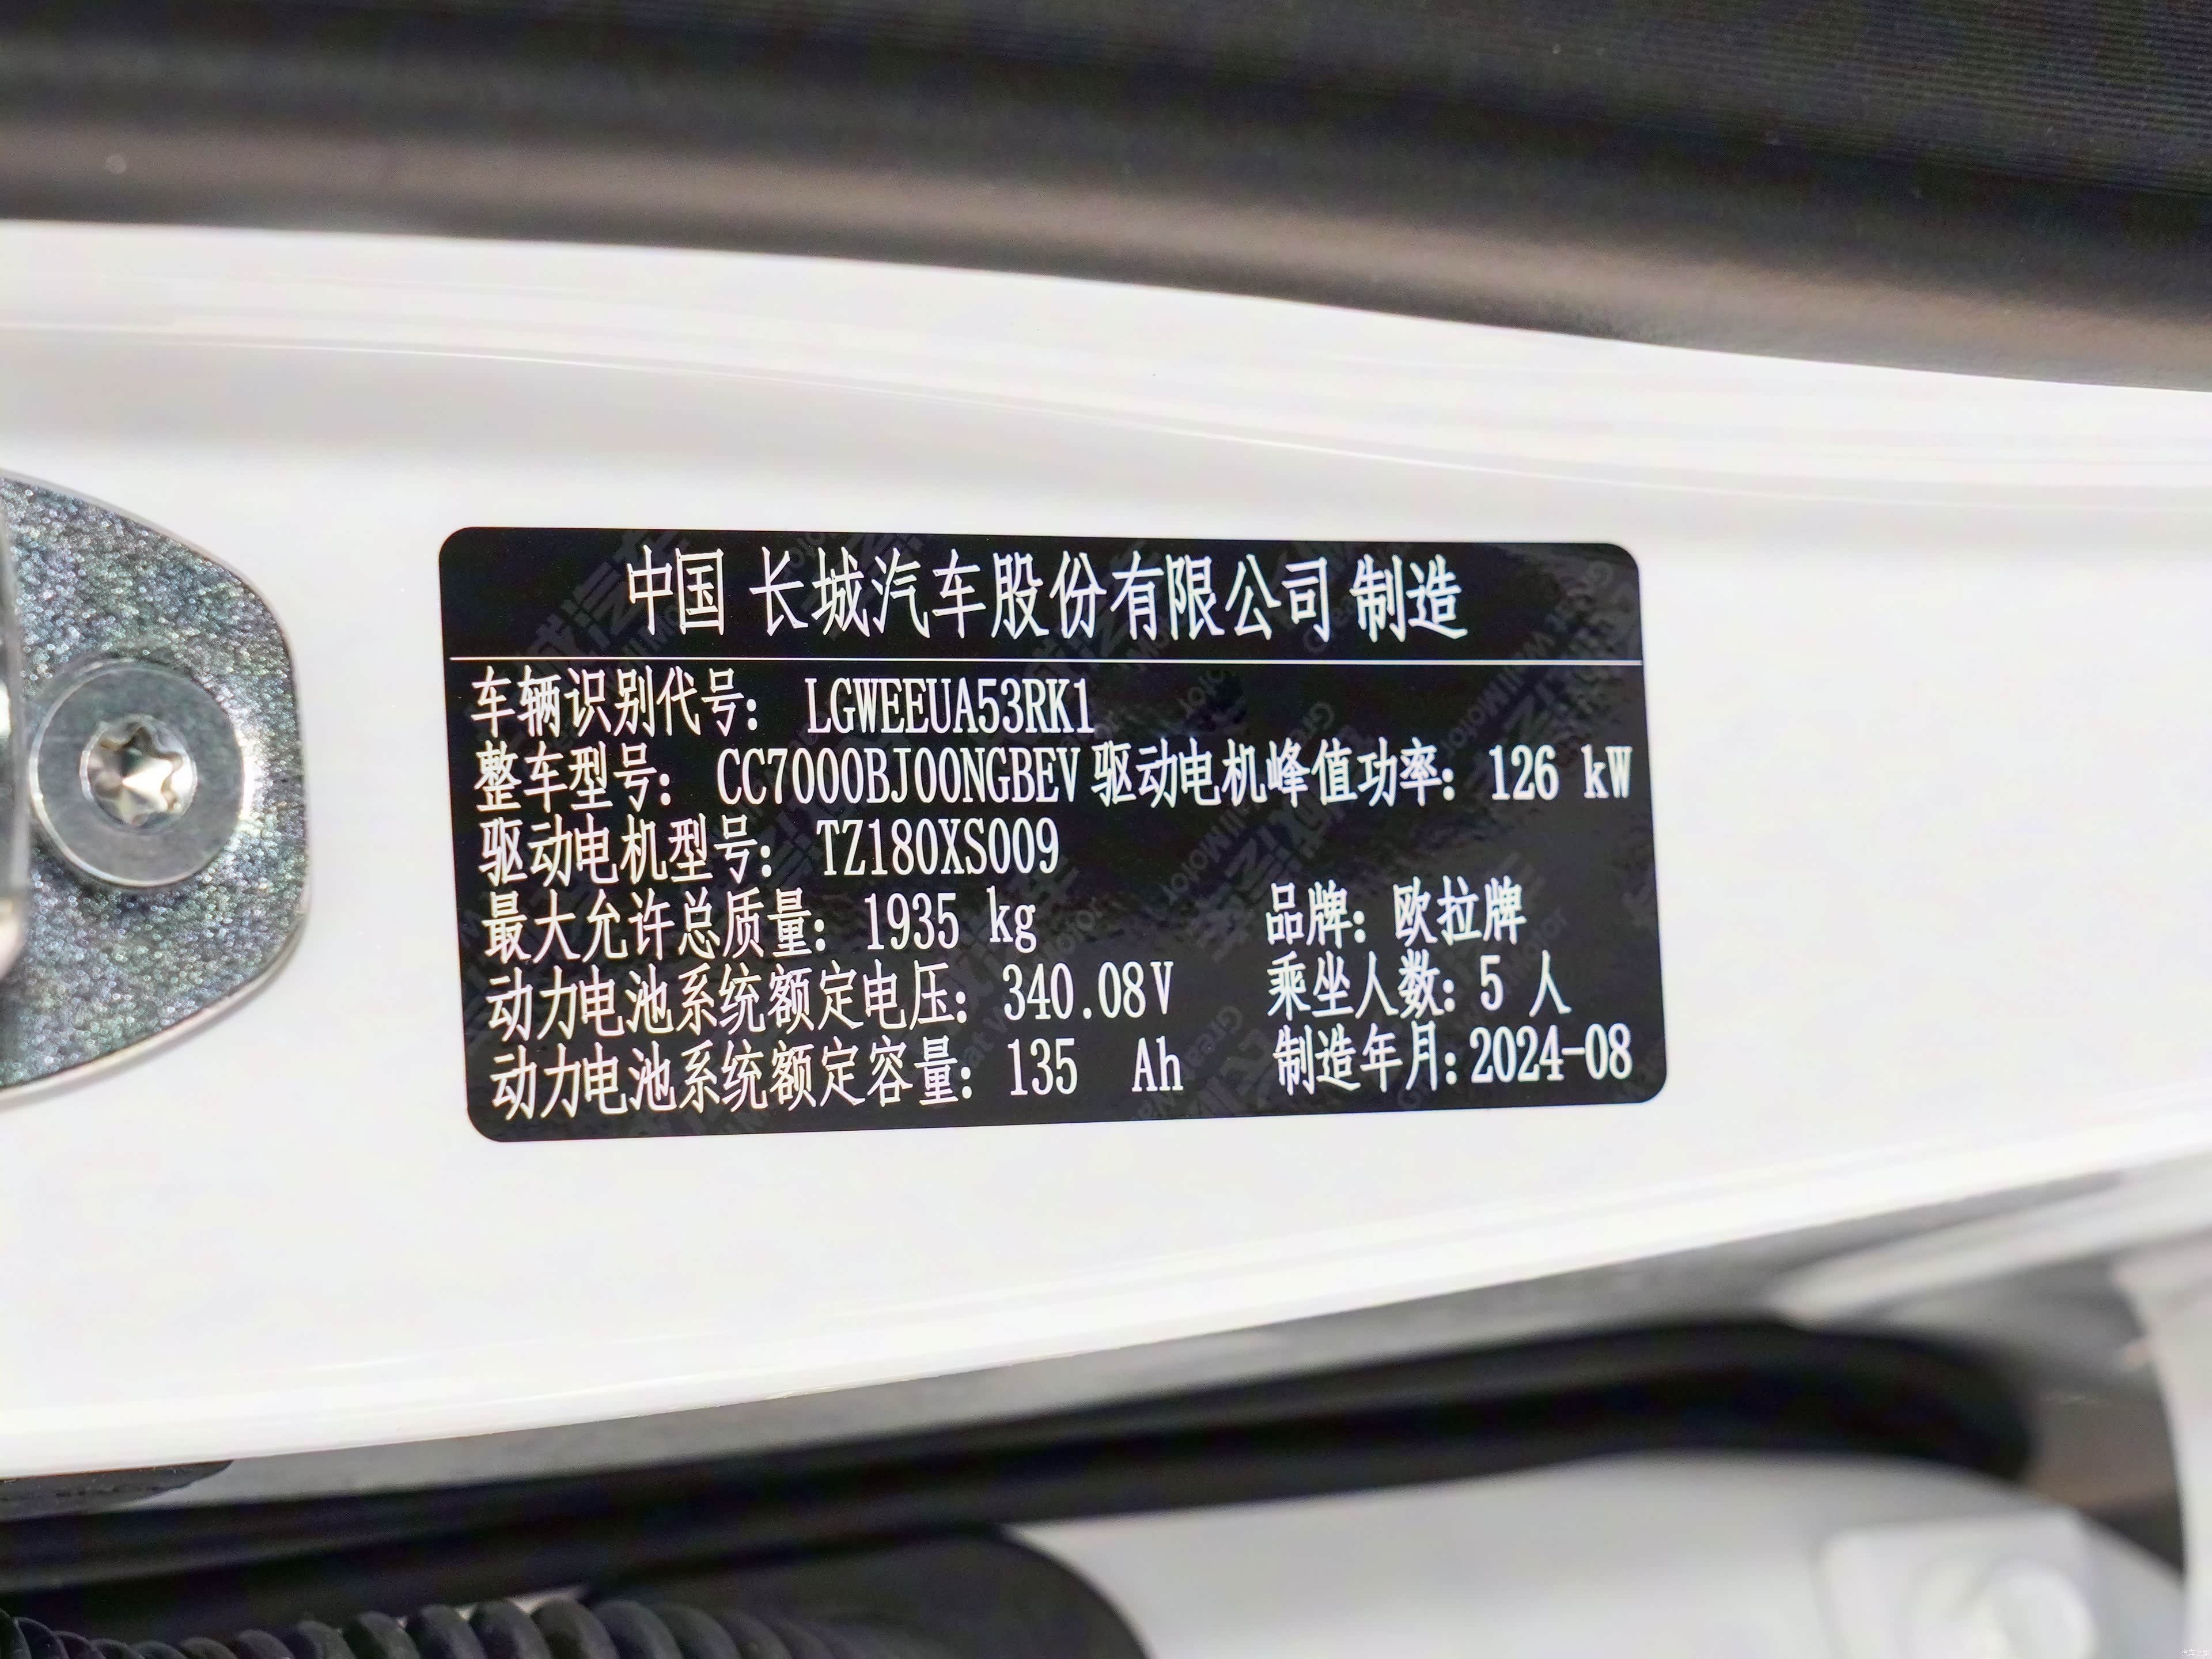 中国 长城汽车股份有限公司 制造
车辆识别代号： LGWEEUA53RK1
整车型号： CC7000BJ00NGBEV 驱动电机峰值功率： 126 kW
驱动电机型号： TZ180XS009
最大允许总质量： 1935 kg 品牌： 欧拉牌
动力电池系统额定电压： 340.08V 乘坐人数： 5 人
动力电池系统额定容量： 135 Ah 制造年月： 2024-08